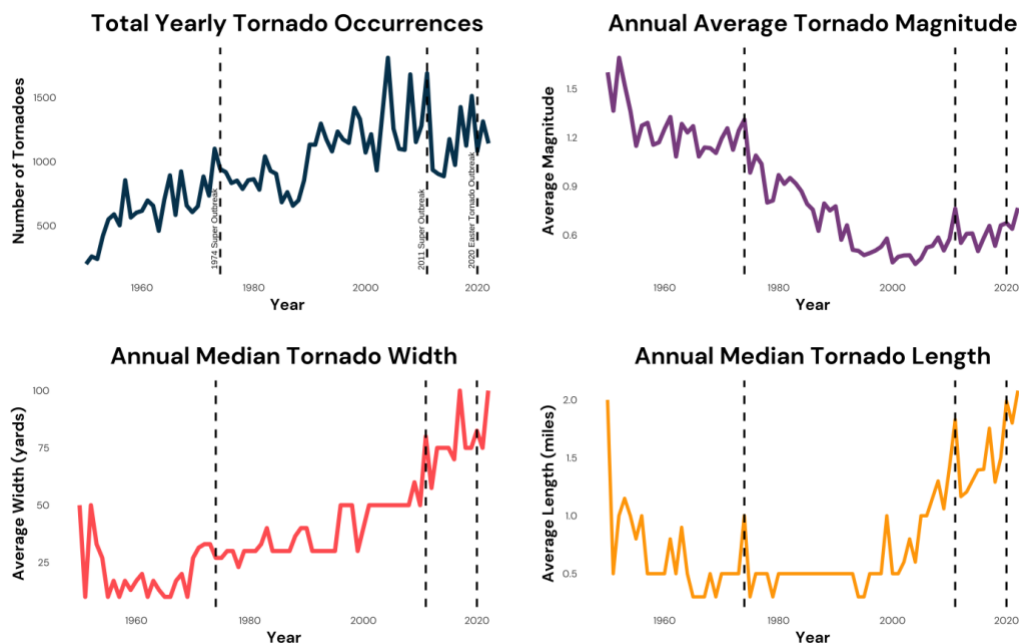 Total Yearly Tornado Occurrences
Number of Tornadoes
1500
1000
500
1974 Super Outbreak
2011 Super Outbreak
2020 Easter Tornado Outbreak
1960
1980
2000
2020
Year
Annual Average Tornado Magnitude
Average Magnitude
1.5
1.2
0.9
0.6
1960
1980
2000
2020
Year
Annual Median Tornado Width
Average Width (yards)
100
75
50
25
1960
1980
2000
2020
Year
Annual Median Tornado Length
Average Length (miles)
2.0
1.5
1.0
0.5
1960
1980
2000
2020
Year